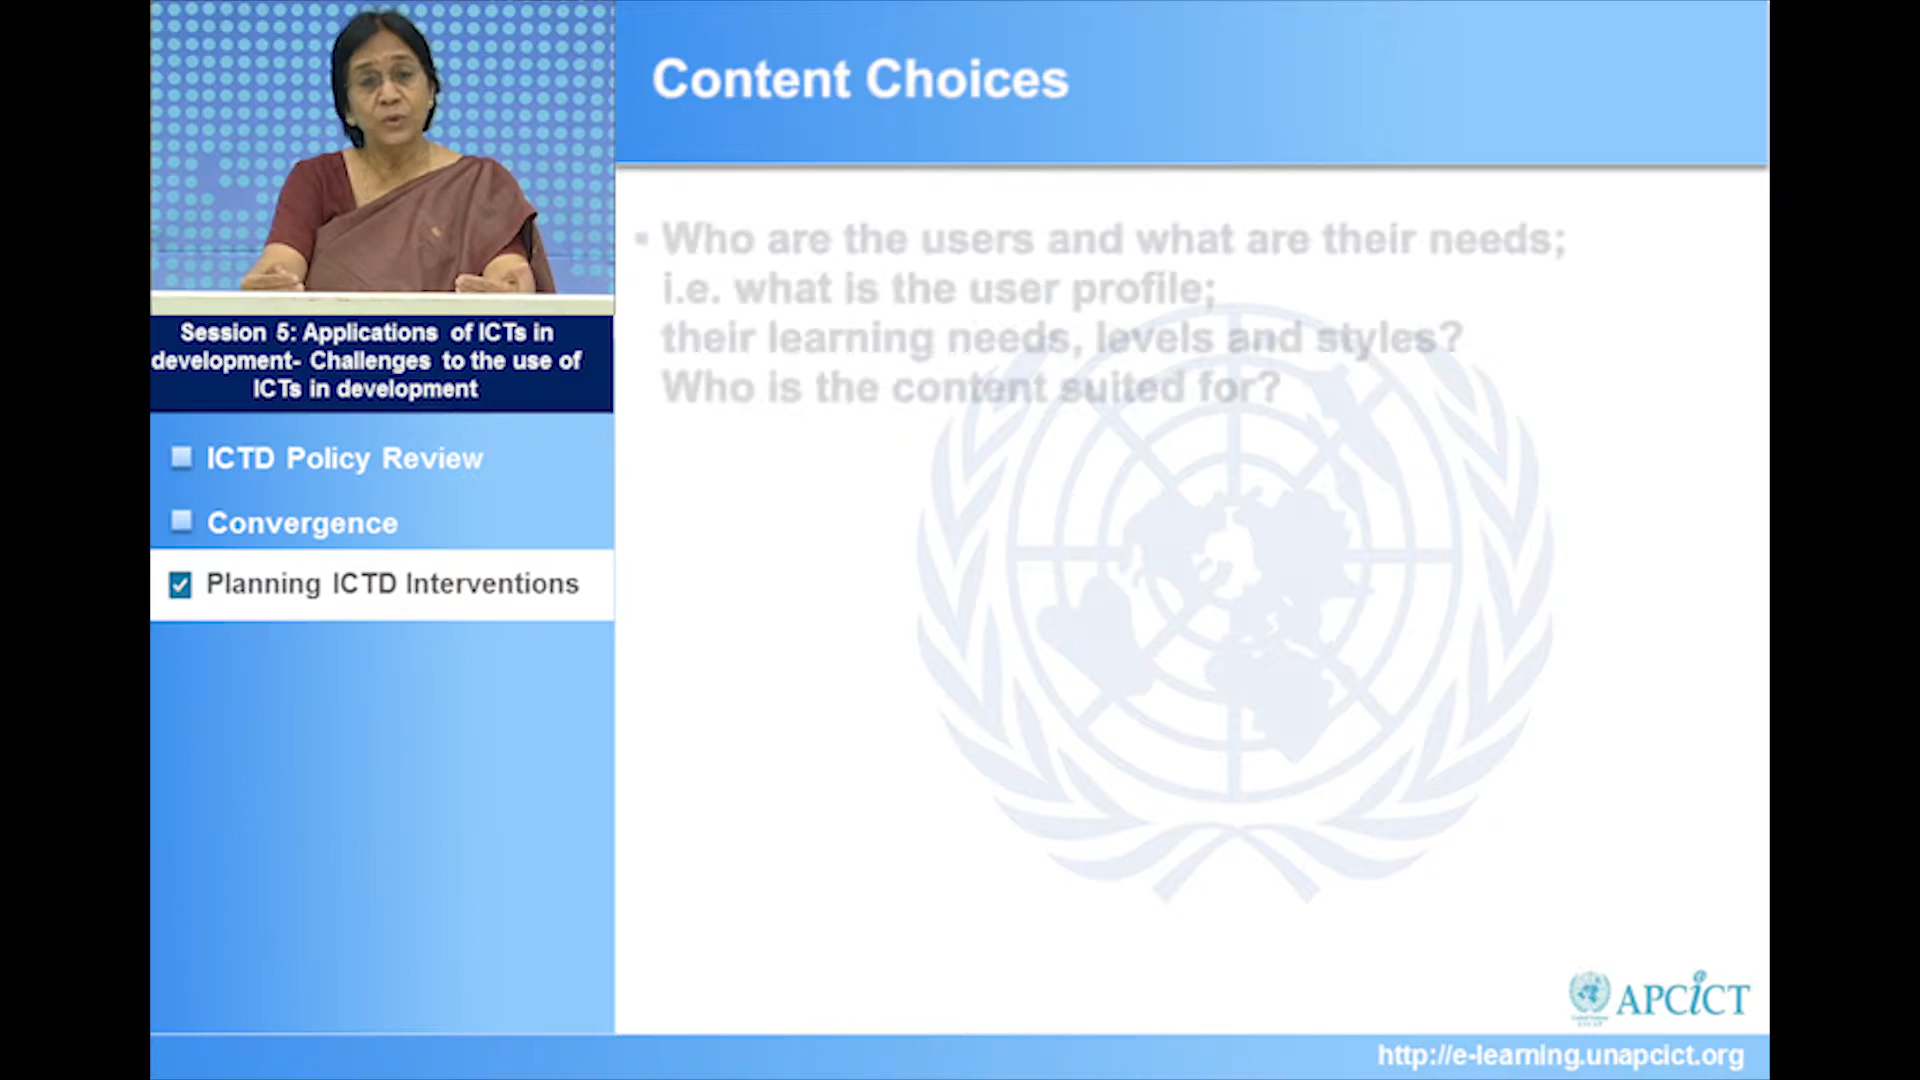 Content Choices
▪ Who are the users and what are their needs;
i.e. what is the user profile;
their learning needs, levels and styles?
Who is the content suited for?
Session 5: Applications of ICTs in
development- Challenges to the use of
ICTs in development
ICTD Policy Review
Convergence
Planning ICTD Interventions
APCICT
http://e-learning.unapcict.org